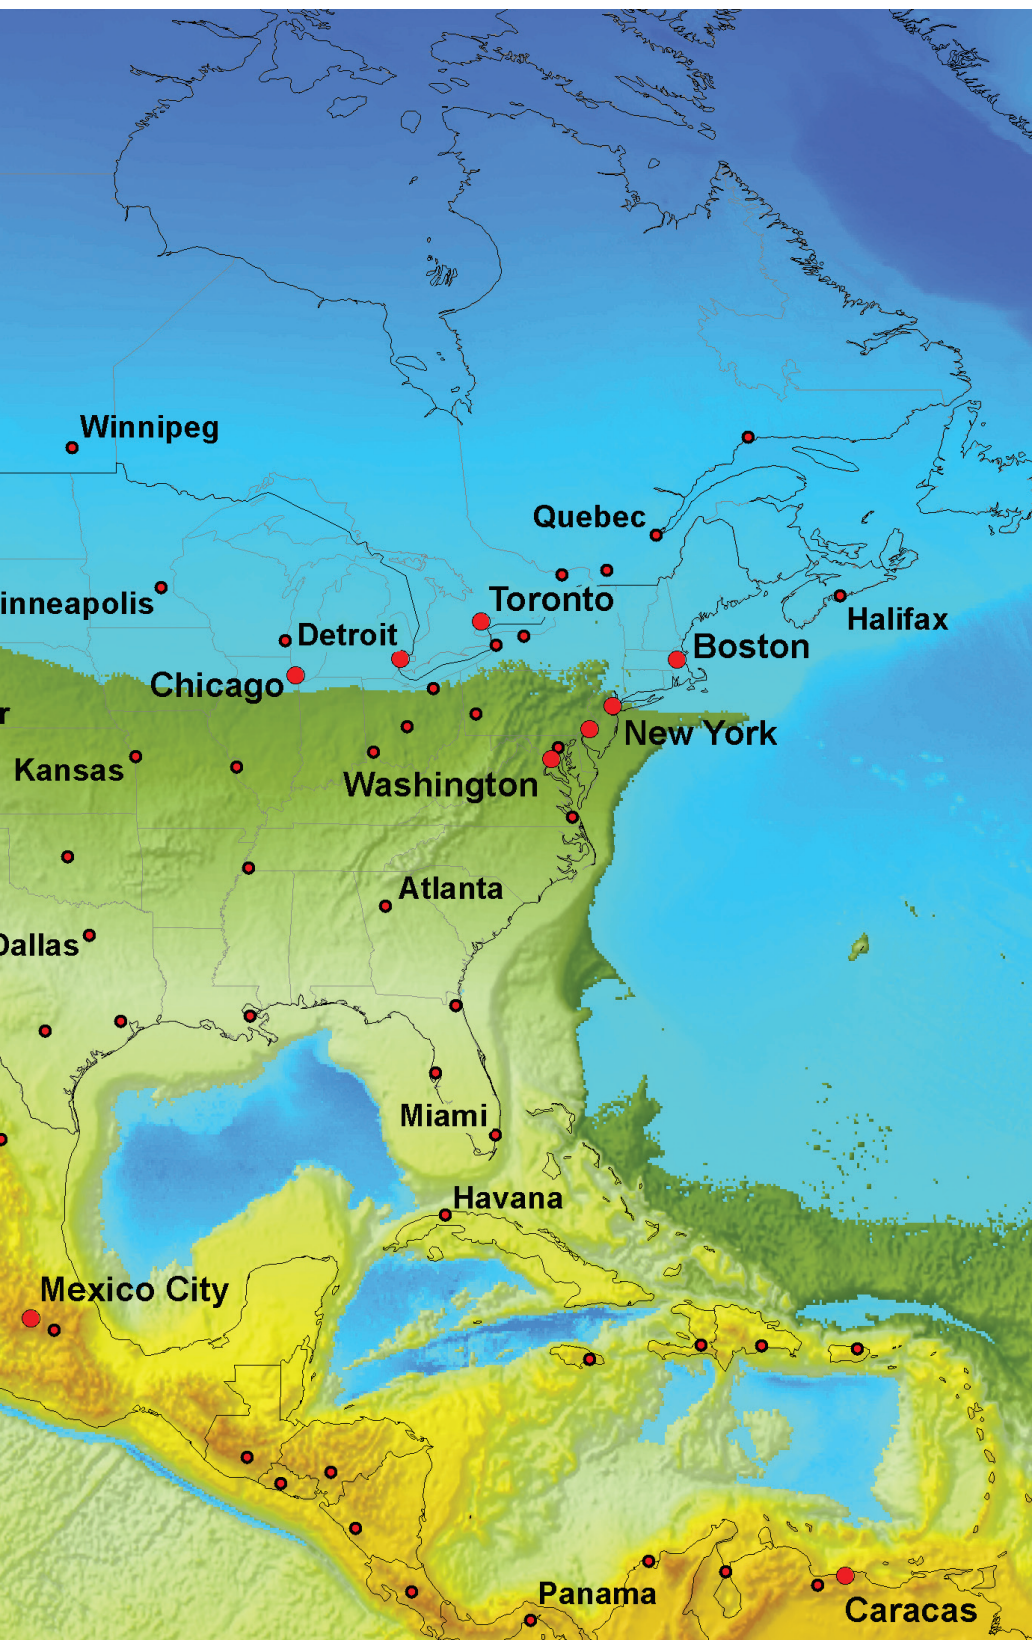 Winnipeg
Quebec
inneapolis
Toronto
Halifax
Detroit
Boston
Chicago
r
New York
Kansas
Washington
Atlanta
Dallas
Miami
Havana
Mexico City
Panama
Caracas